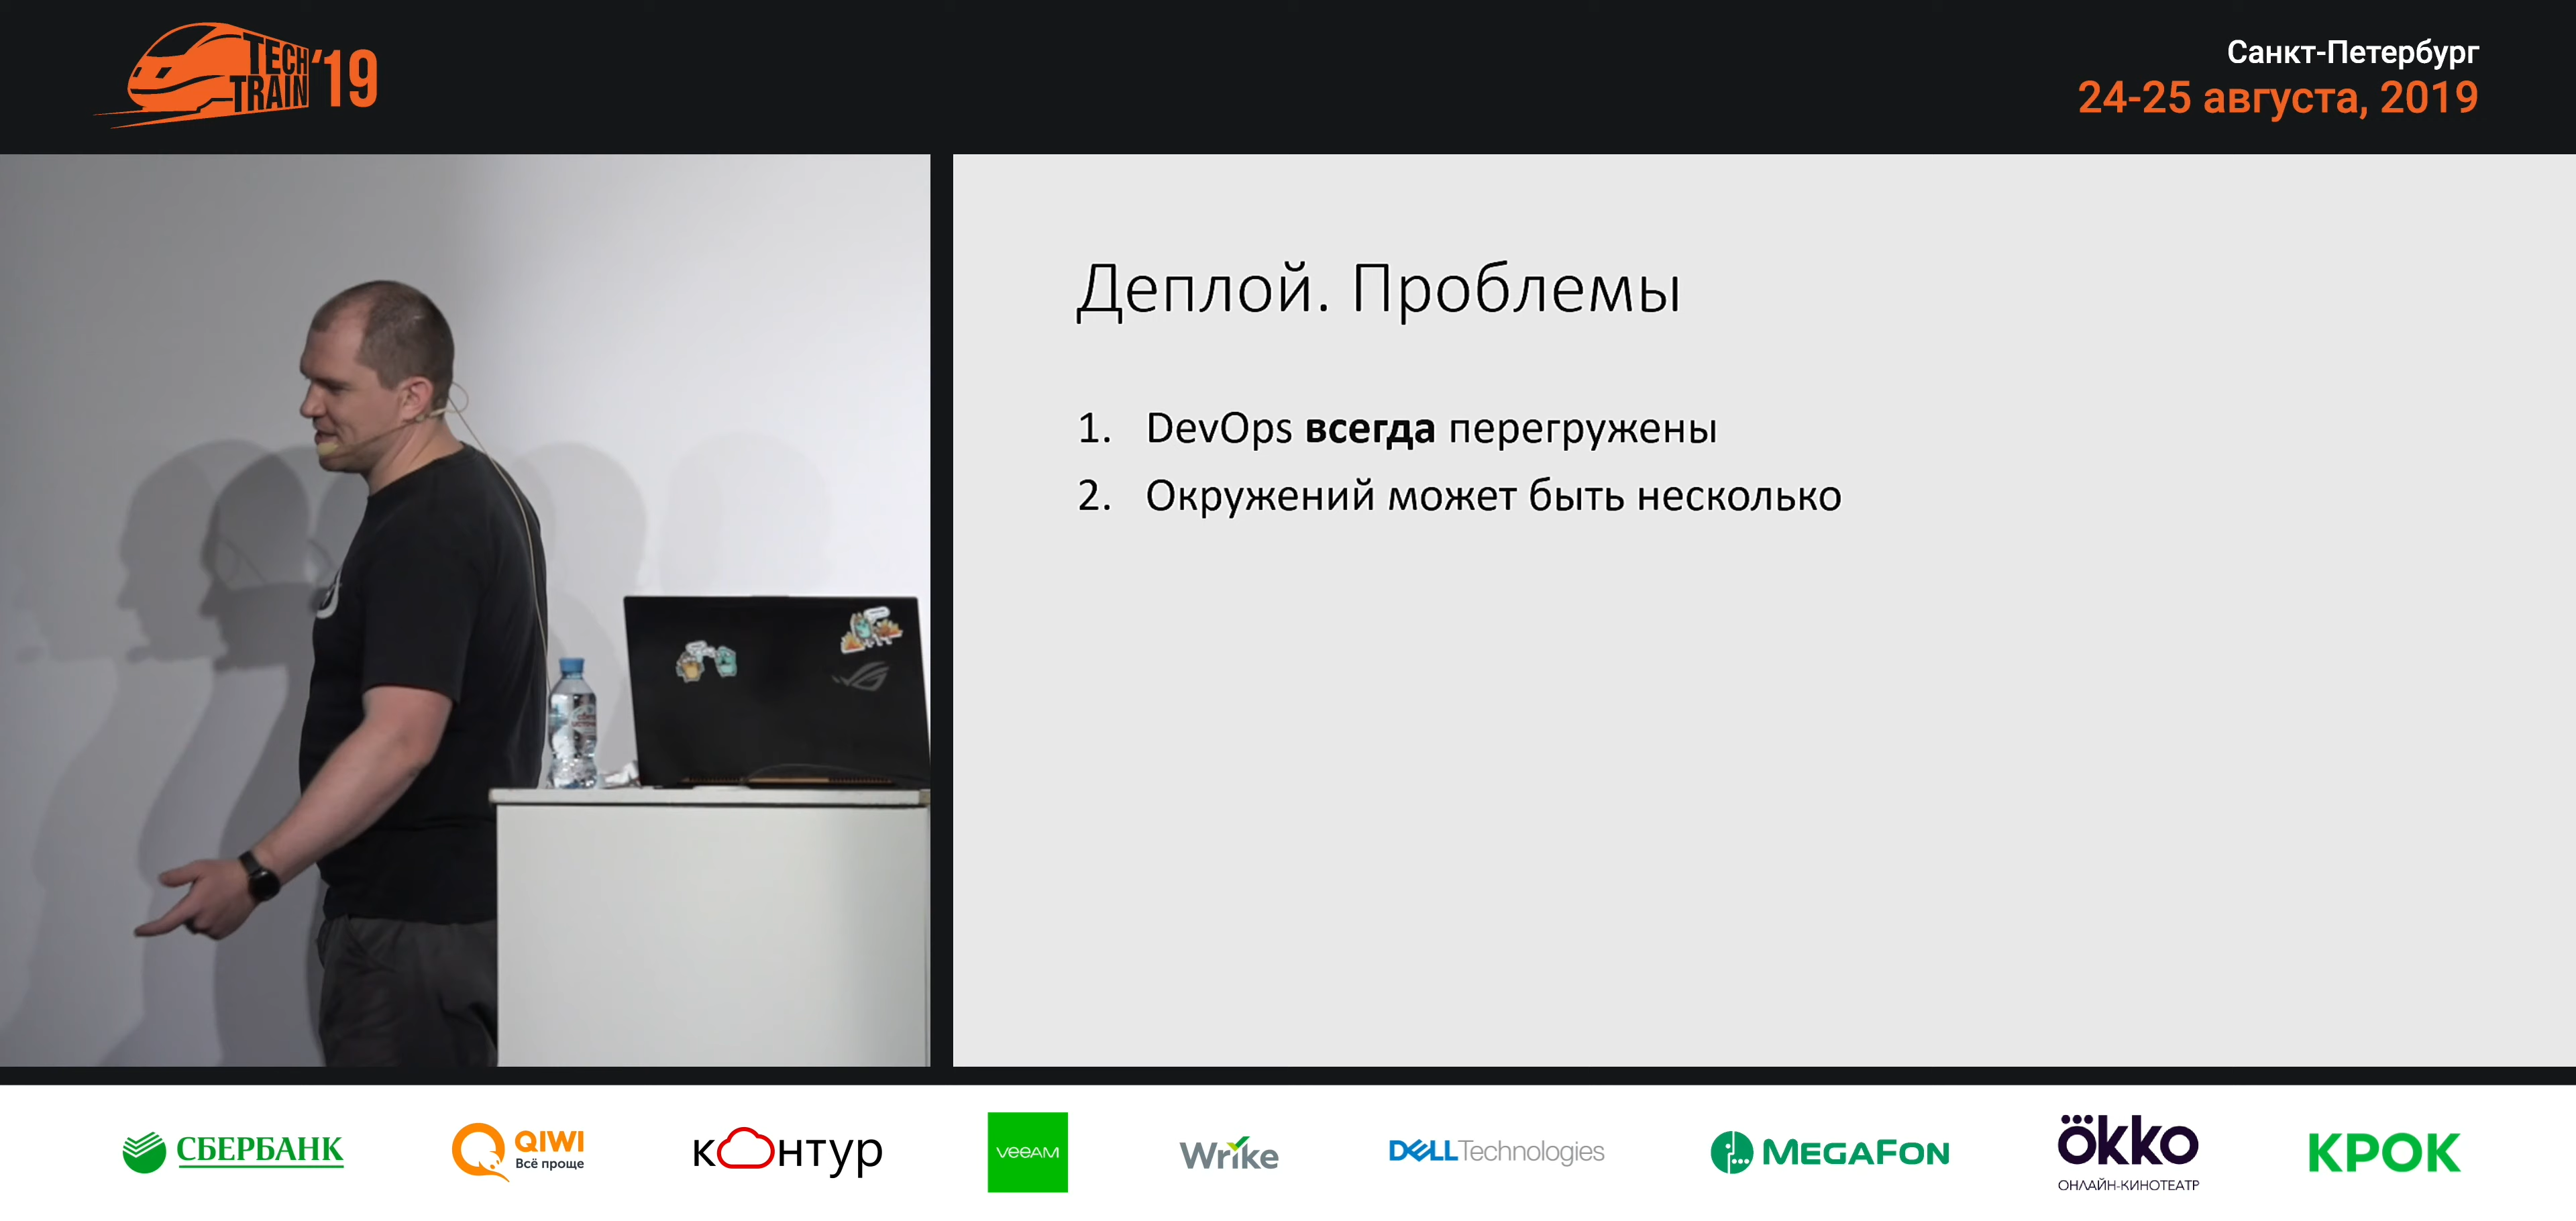 TECH
TRAIN'19
Санкт-Петербург
24-25 августа, 2019
Деплой. Проблемы
1. DevOps всегда перегружены
2. Окружений может быть несколько
СБЕРБАНК
QIWI
Всё проще
контур
veeam
Wrike
DELL Technologies
MEGAFON
ökko
ОНЛАЙН-КИНОТЕАТР
КРОК